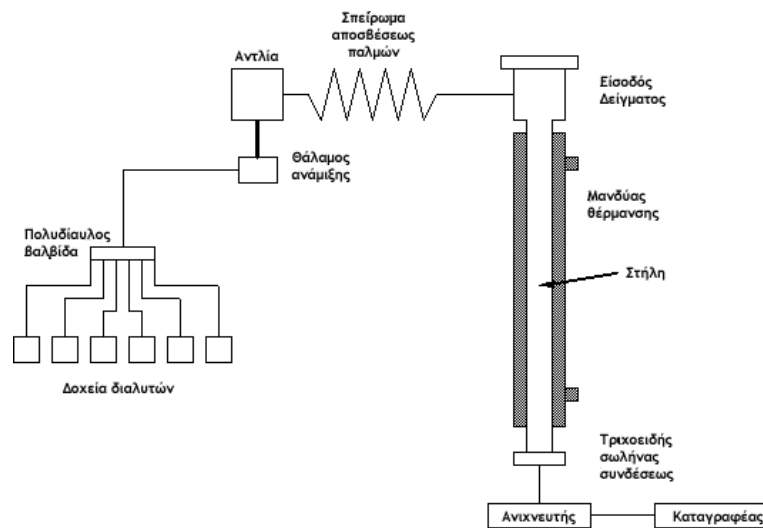 Σπείρωμα
αποσβέσεως
παλμών
Αντλία
Είσοδός
Δείγματος
Θάλαμος
ανάμιξης
Μανδύας
θέρμανσης
Πολυδίαυλος
βαλβίδα
Στήλη
Δοχεία διαλυτών
Τριχοειδής
σωλήνας
συνδέσεως
Ανιχνευτής
Καταγραφέας